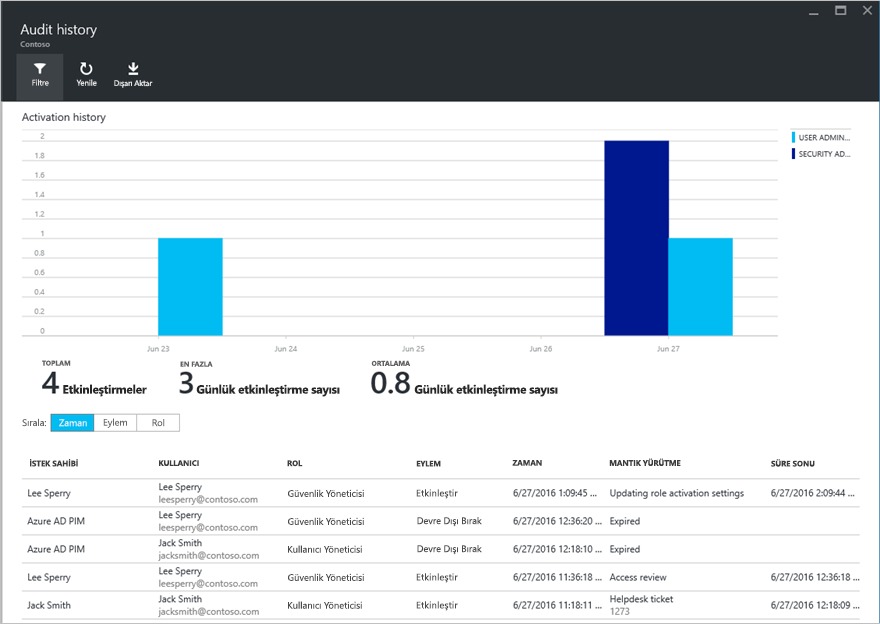 Audit history
Contoso
Filtre
Yenile
Dışarı Aktar
Activation history
2
1.8
1.6
1.4
1.2
1
0.8
0.6
0.4
0.2
0
Jun 23 Jun 24 Jun 25 Jun 26 Jun 27
USER ADMIN...
SECURITY AD...
TOPLAM
4 Etkinleştirmeler
EN FAZLA
3 Günlük etkinleştirme sayısı
ORTALAMA
0.8 Günlük etkinleştirme sayısı
Sırala: Zaman Eylem Rol
İSTEK SAHİBİ KULLANICI ROL EYLEM ZAMAN MANTIK YÜRÜTME SÜRE SONU
Lee Sperry Lee Sperry Güvenlik Yöneticisi Etkinleştir 6/27/2016 1:09:45 ... Updating role activation settings 6/27/2016 2:09:44 ...
leesperry@contoso.com
Azure AD PIM Lee Sperry Güvenlik Yöneticisi Devre Dışı Bırak 6/27/2016 12:36:20 ... Expired
leesperry@contoso.com
Azure AD PIM Jack Smith Kullanıcı Yöneticisi Devre Dışı Bırak 6/27/2016 12:18:10 ... Expired
jacksmith@contoso.com
Lee Sperry Lee Sperry Güvenlik Yöneticisi Etkinleştir 6/27/2016 11:36:18 ... Access review 6/27/2016 12:36:18 ...
leesperry@contoso.com
Jack Smith Jack Smith Kullanıcı Yöneticisi Etkinleştir 6/27/2016 11:18:11 ... Helpdesk ticket 6/27/2016 12:18:09 ...
jacksmith@contoso.com 1273